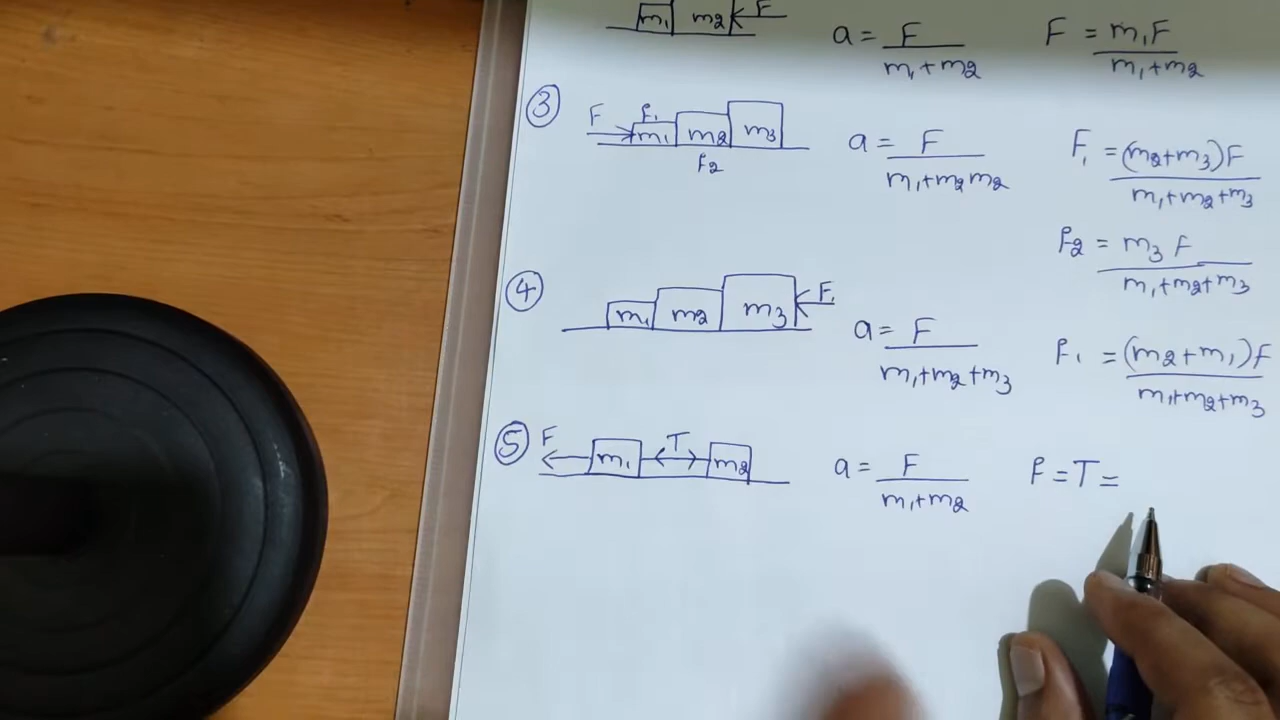 m₁ m₂ F
a = F / m₁+m₂
F = m₁F / m₁+m₂
③ F f₁ m₁ m₂ m₃ f₂
a = F / m₁+m₂m₂
F₁ = (m₂+m₃)F / m₁+m₂+m₃
f₂ = m₃ F / m₁+m₂+m₃
④ m₁ m₂ m₃ F₁
a = F / m₁+m₂+m₃
f₁ = (m₂+m₁)F / m₁+m₂+m₃
⑤ F m₁ T m₂
a = F / m₁+m₂
f = T =